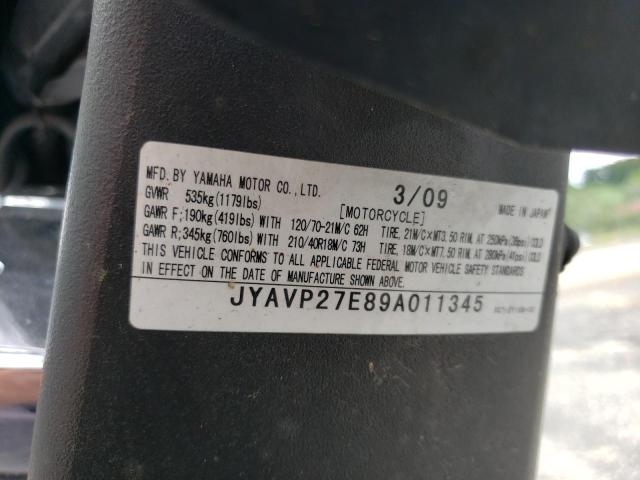 MFD. BY YAMAHA MOTOR CO., LTD. 3/09 MADE IN JAPAN
GVWR 535kg(1179lbs) [MOTORCYCLE]
GAWR F;190kg(419lbs) WITH 120/70-21M/C 62H TIRE, 21M/C×MT3.50 RIM, AT 250kPa(36psi)COLD
GAWR R;345kg(760lbs) WITH 210/40R18M/C 73H TIRE, 18M/C×MT7.50 RIM, AT 280kPa(41psi)COLD
THIS VEHICLE CONFORMS TO ALL APPLICABLE FEDERAL MOTOR VEHICLE SAFETY STANDARDS
IN EFFECT ON THE DATE OF MANUFACTURE SHOWN ABOVE.
JYAVP27E89A011345